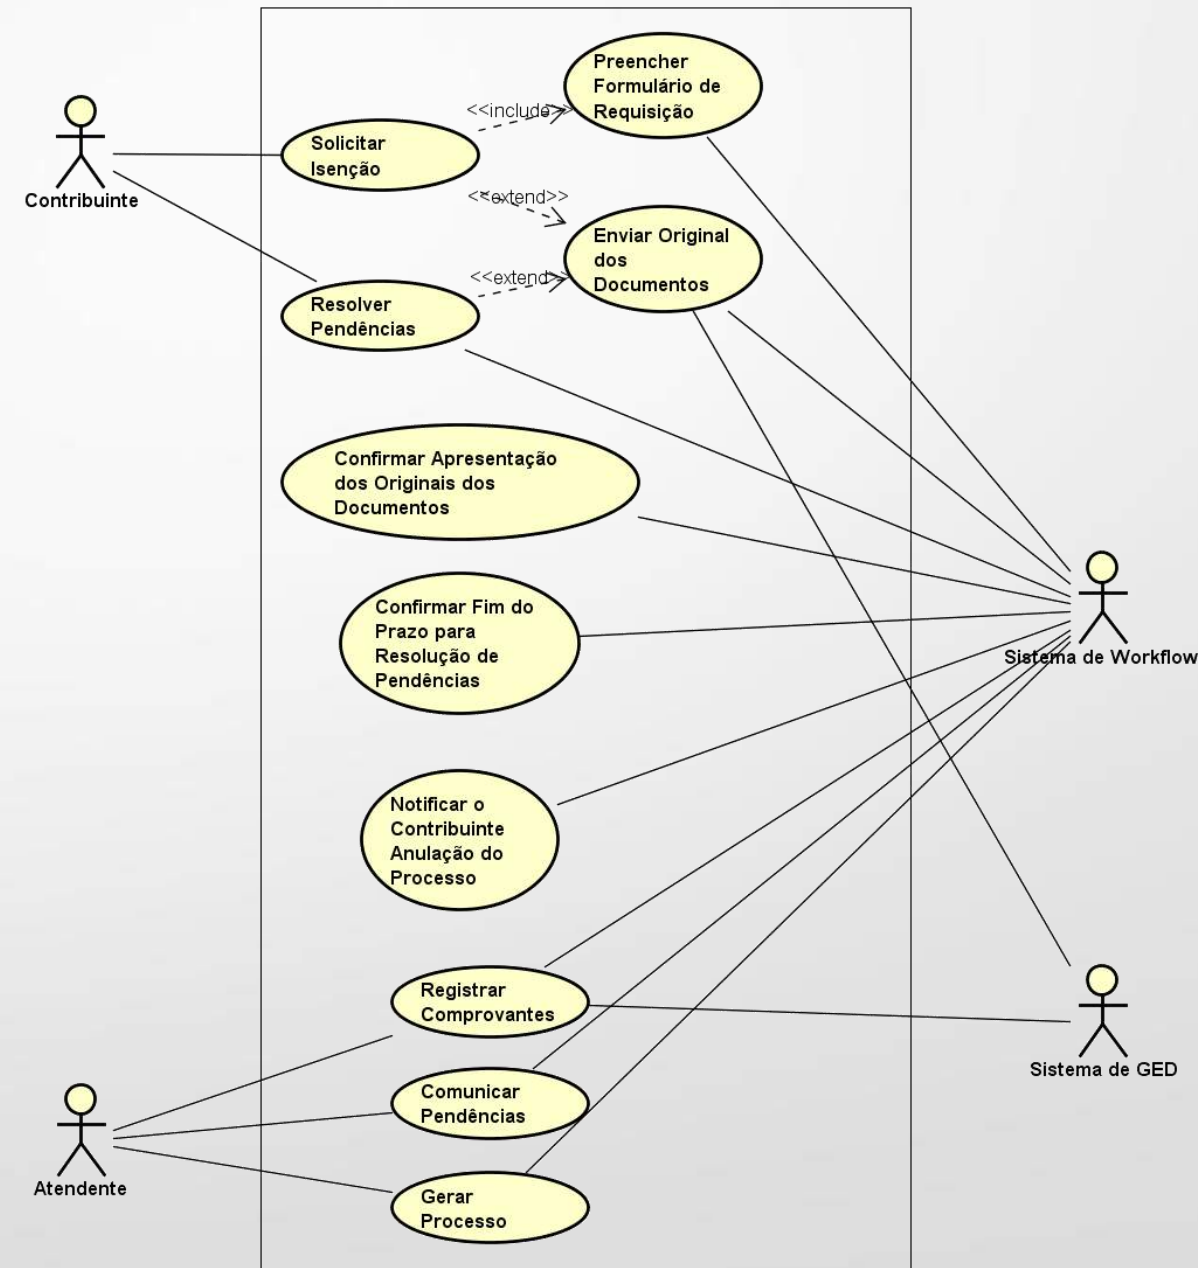 Preencher
Formulário de
Requisição
<<include>>
Solicitar
Isenção
Contribuinte
<<extend>>
Enviar Original
dos
Documentos
<<extend>>
Resolver
Pendências
Confirmar Apresentação
dos Originais dos
Documentos
Confirmar Fim do
Prazo para
Resolução de
Pendências
Sistema de Workflow
Notificar o
Contribuinte
Anulação do
Processo
Registrar
Comprovantes
Sistema de GED
Comunicar
Pendências
Atendente
Gerar
Processo